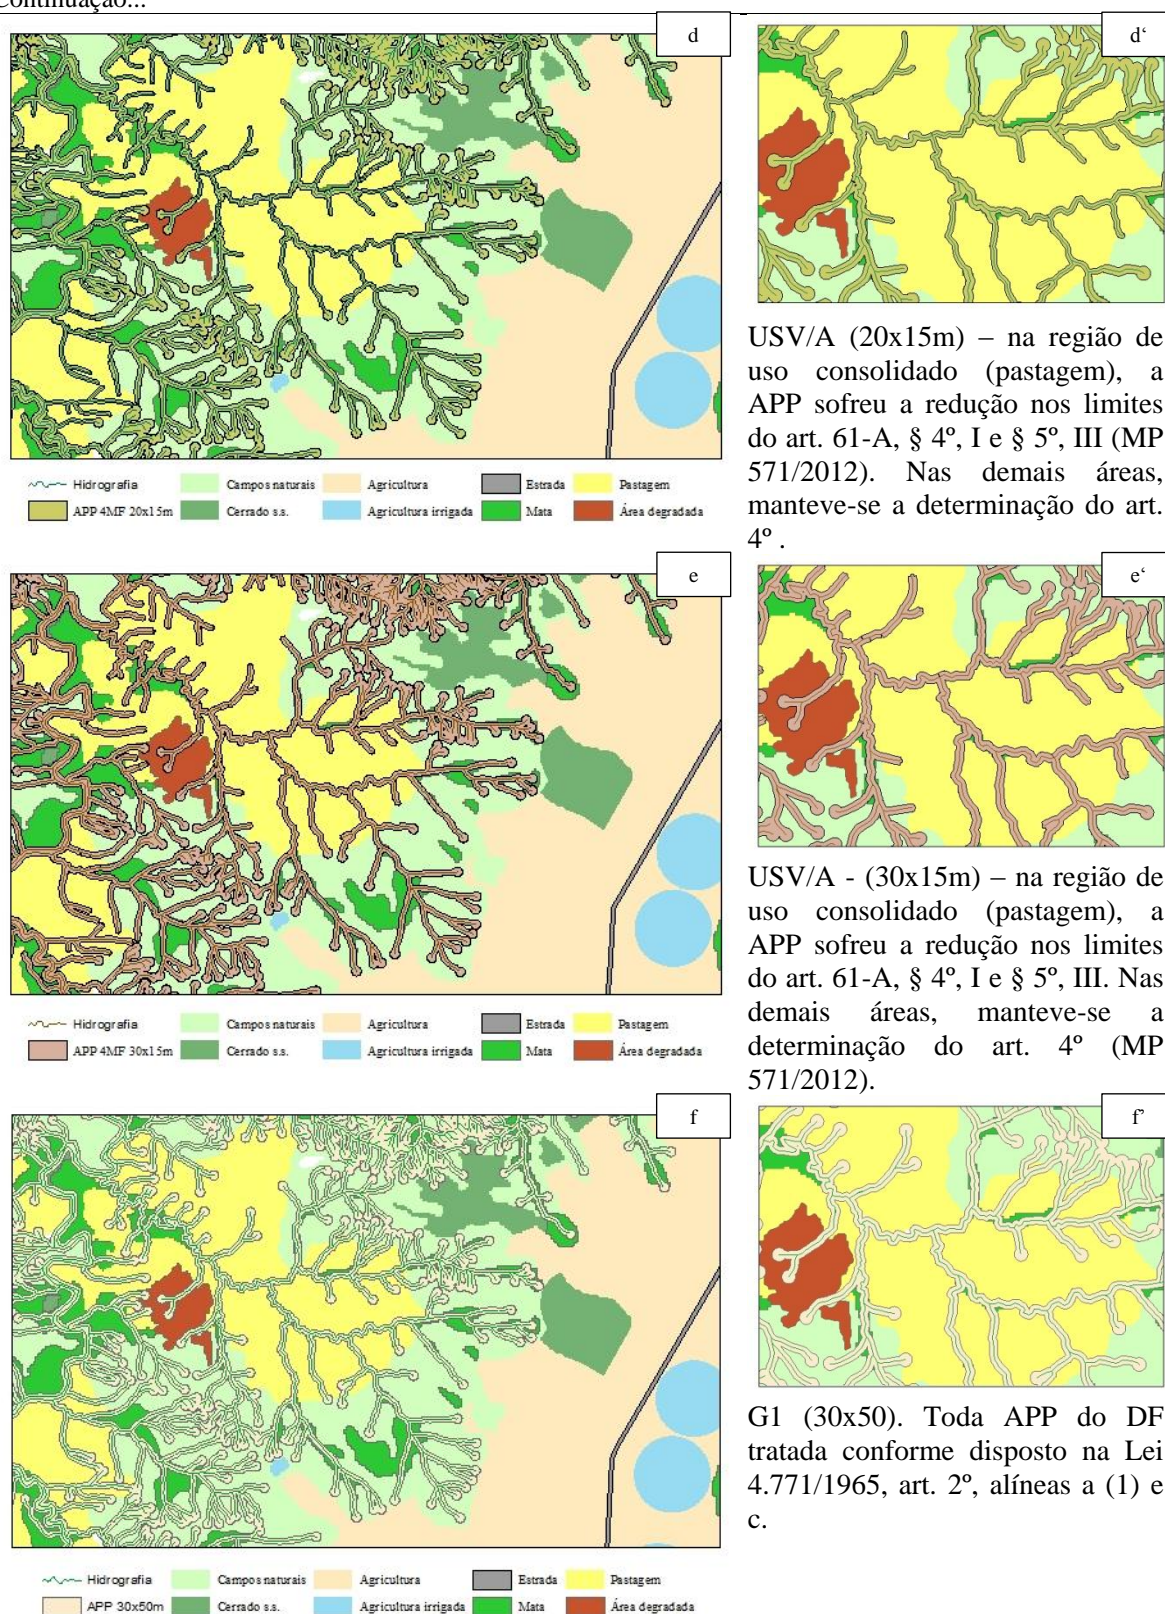 Continuação...
d
d‘
Hidrografia Campos naturais Agricultura Estrada Pastagem
APP 4MF 20x15m Cerrado s.s. Agricultura irrigada Mata Área degradada
USV/A (20x15m) – na região de
uso consolidado (pastagem), a
APP sofreu a redução nos limites
do art. 61-A, § 4º, I e § 5º, III (MP
571/2012). Nas demais áreas,
manteve-se a determinação do art.
4º .
e
e‘
Hidrografia Campos naturais Agricultura Estrada Pastagem
APP 4MF 30x15m Cerrado s.s. Agricultura irrigada Mata Área degradada
USV/A - (30x15m) – na região de
uso consolidado (pastagem), a
APP sofreu a redução nos limites
do art. 61-A, § 4º, I e § 5º, III. Nas
demais áreas, manteve-se a
determinação do art. 4º (MP
571/2012).
f
f’
Hidrografia Campos naturais Agricultura Estrada Pastagem
APP 30x50m Cerrado s.s. Agricultura irrigada Mata Área degradada
G1 (30x50). Toda APP do DF
tratada conforme disposto na Lei
4.771/1965, art. 2º, alíneas a (1) e
c.